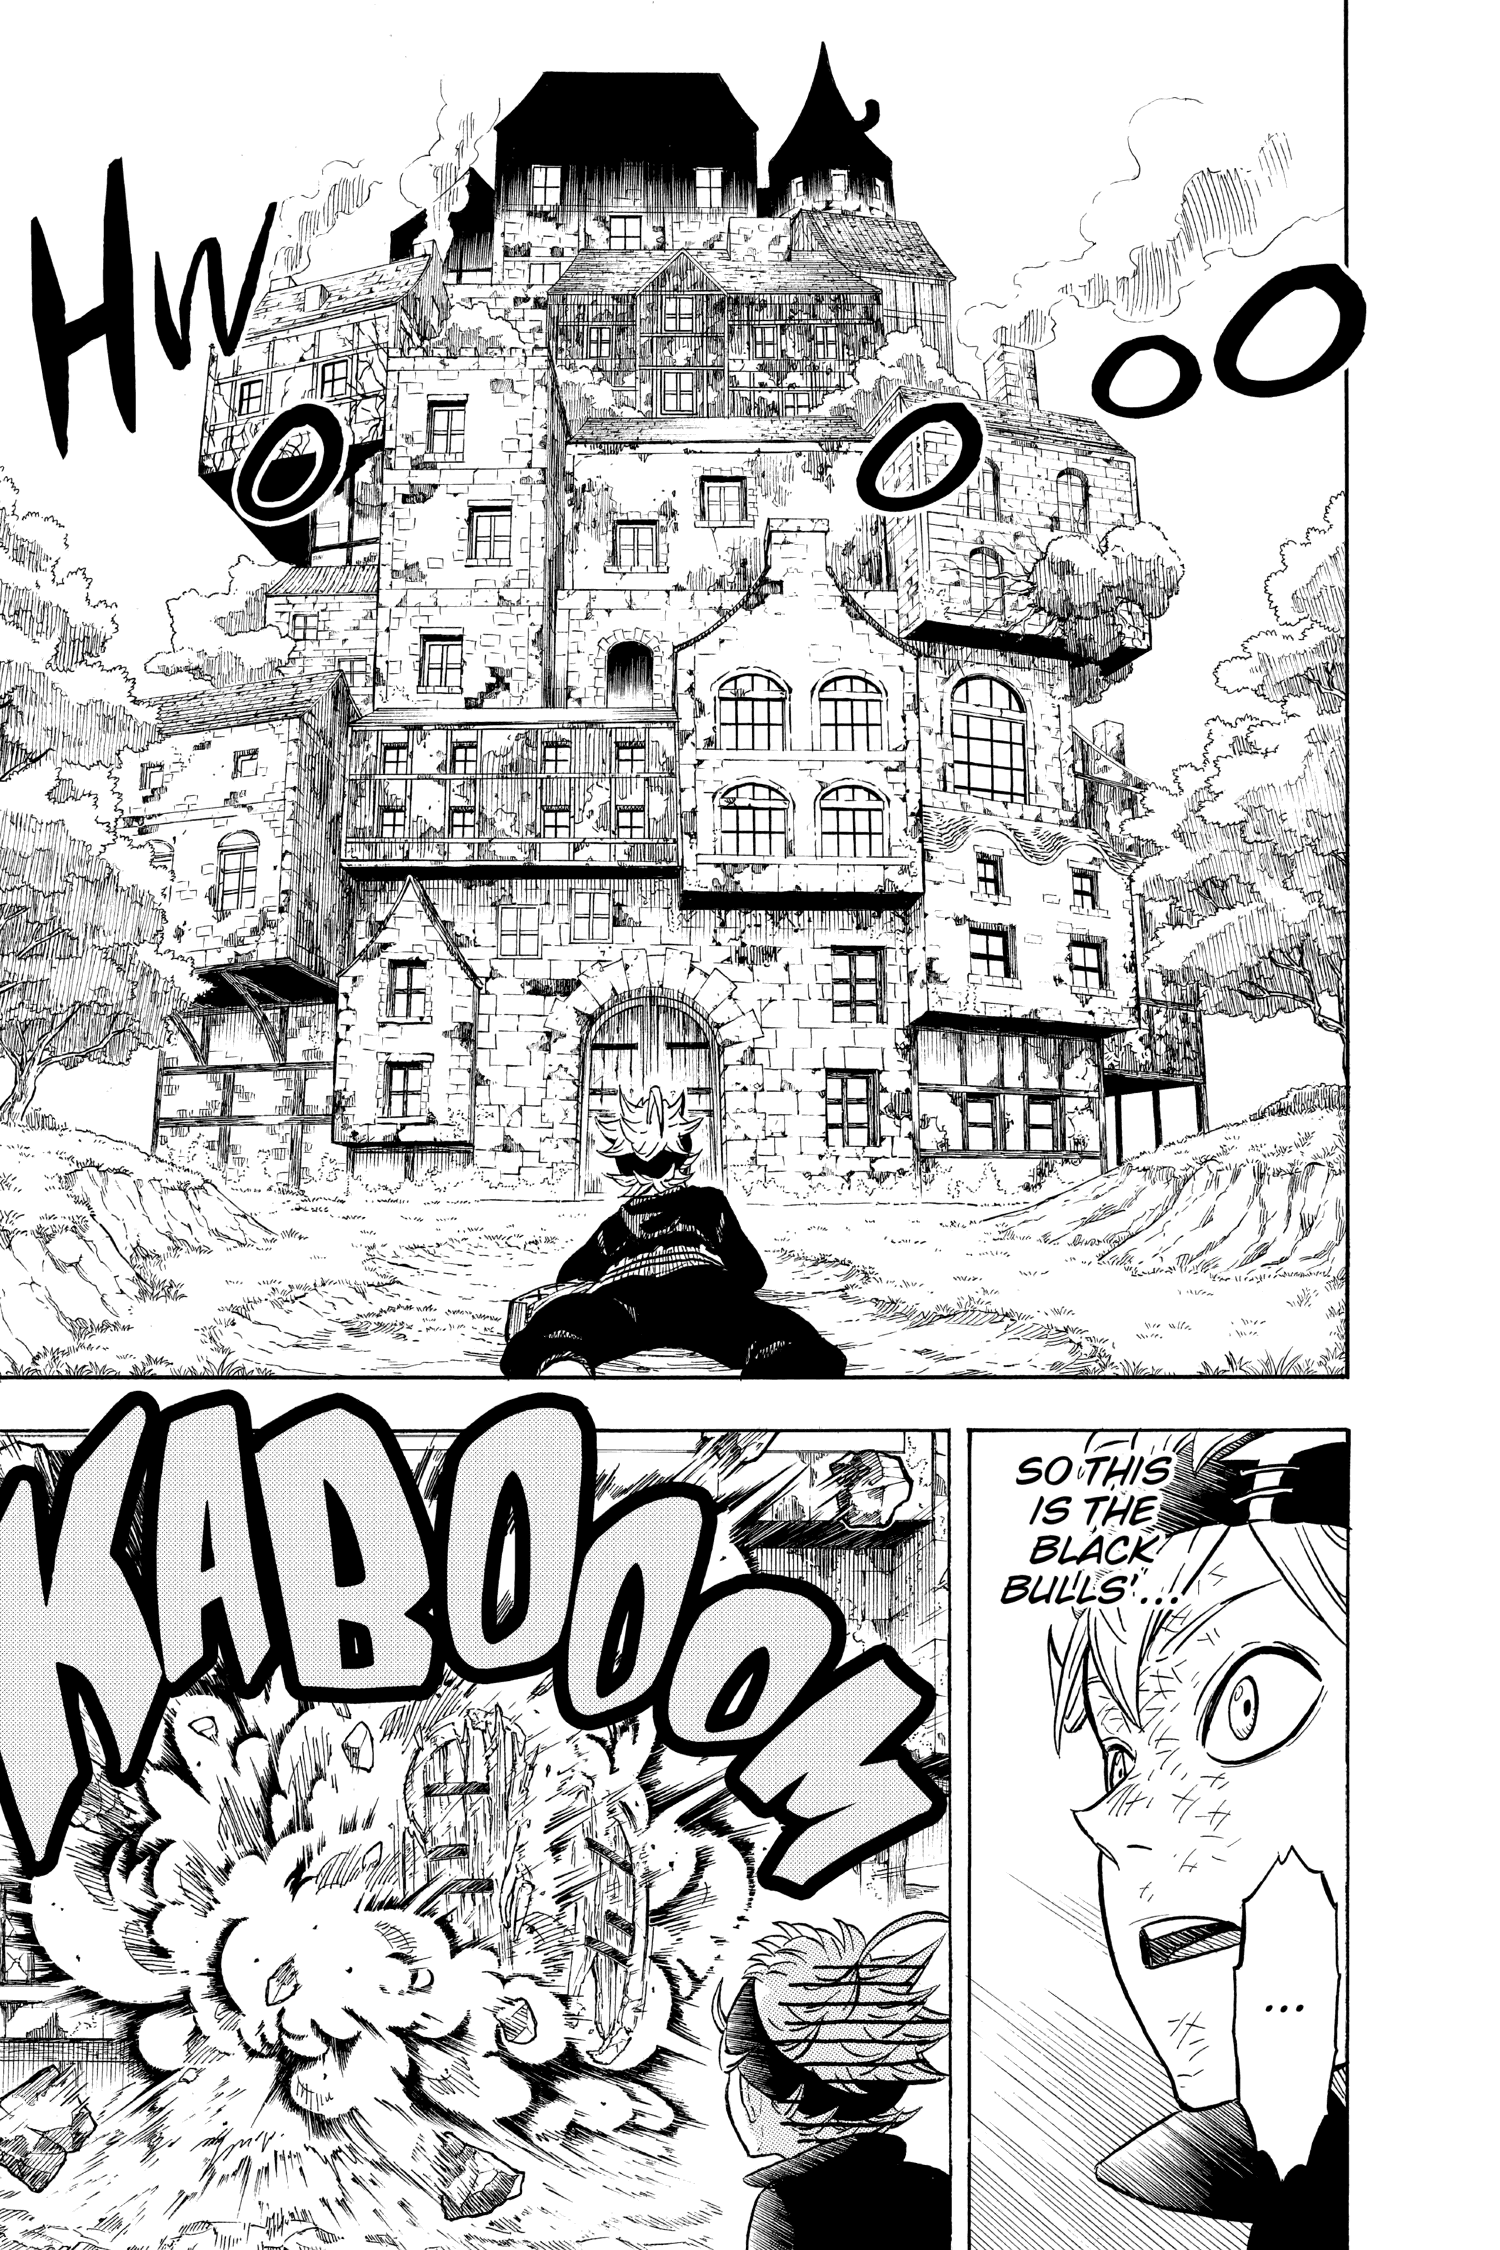 HWOOOO
SO THIS
IS THE
BLACK
BULLS'...
...
KABOOOM